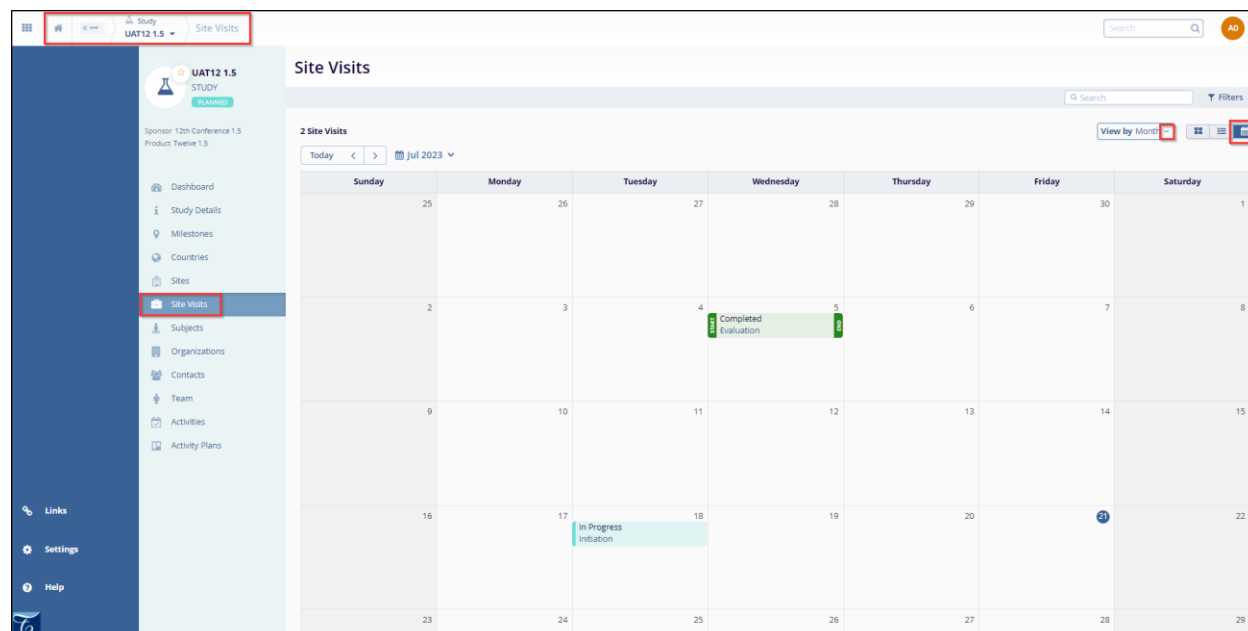 Study
UAT12 1.5
Site Visits
Search
AO
UAT12 1.5
STUDY
PLANNED
Sponsor 12th Conference 1.5
Product Twelve 1.5
Dashboard
Study Details
Milestones
Countries
Sites
Site Visits
Subjects
Organizations
Contacts
Team
Activities
Activity Plans
Links
Settings
Help
Site Visits
Search
Filters
2 Site Visits
View by Month
Today < > Jul 2023
Sunday Monday Tuesday Wednesday Thursday Friday Saturday
25 26 27 28 29 30 1
2 3 4 5 6 7 8
START Completed END
Evaluation
9 10 11 12 13 14 15
16 17 18 19 20 21 22
In Progress
Initiation
23 24 25 26 27 28 29